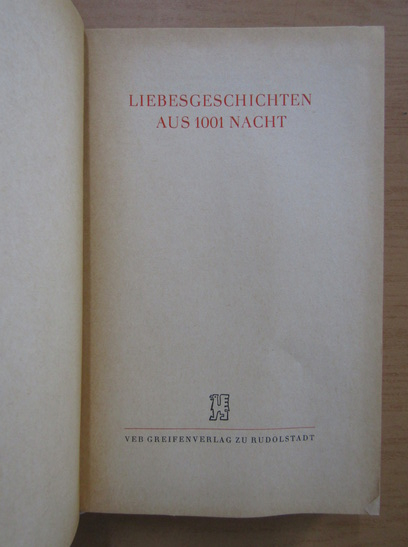 LIEBESGESCHICHTEN
AUS 1001 NACHT
VEB GREIFENVERLAG ZU RUDOLSTADT